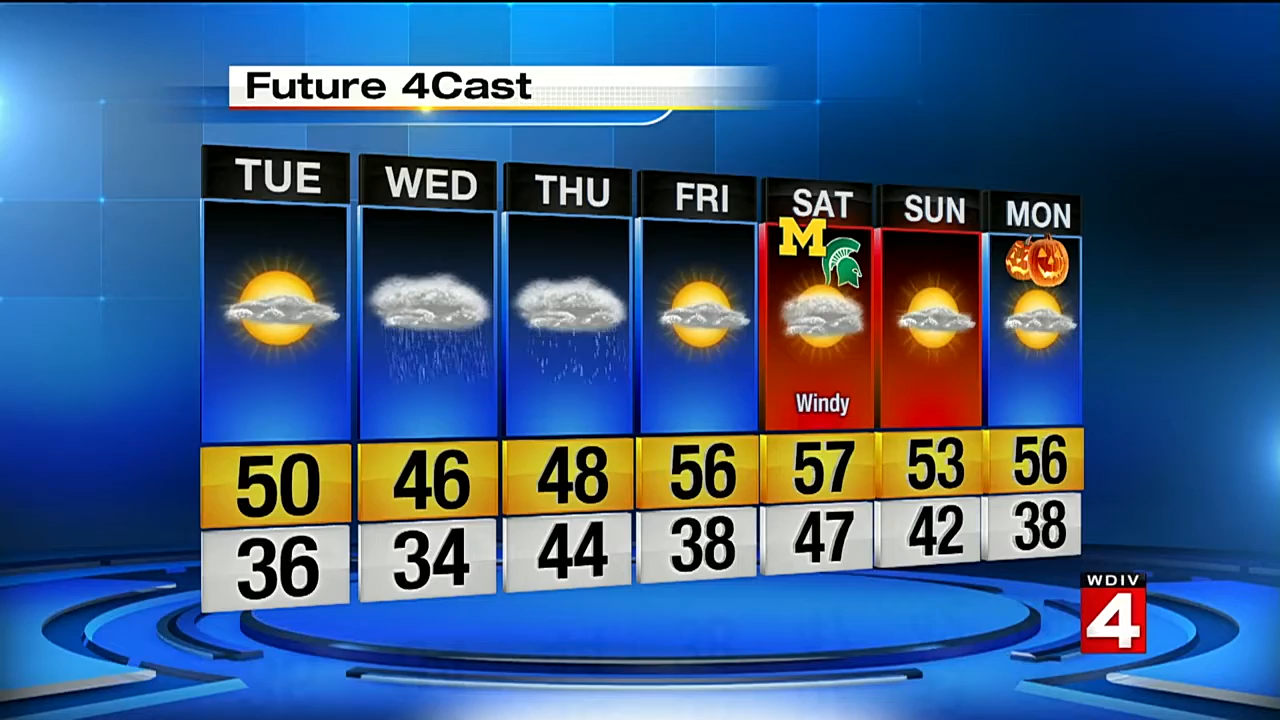 Future 4Cast
TUE WED THU FRI SAT SUN MON
M
Windy
50 46 48 56 57 53 56
36 34 44 38 47 42 38
WDIV
4